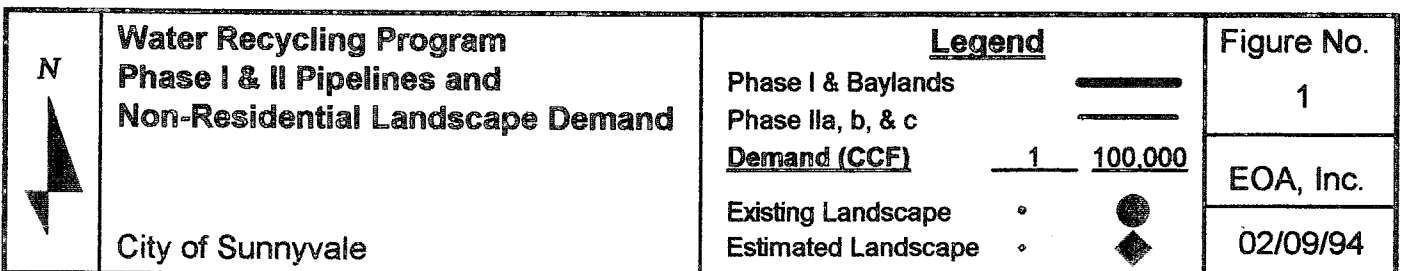 N
Water Recycling Program
Phase I & II Pipelines and
Non-Residential Landscape Demand
City of Sunnyvale
Legend
Phase I & Baylands
Phase IIa, b, & c
Demand (CCF) 1 100,000
Existing Landscape
Estimated Landscape
Figure No.
1
EOA, Inc.
02/09/94